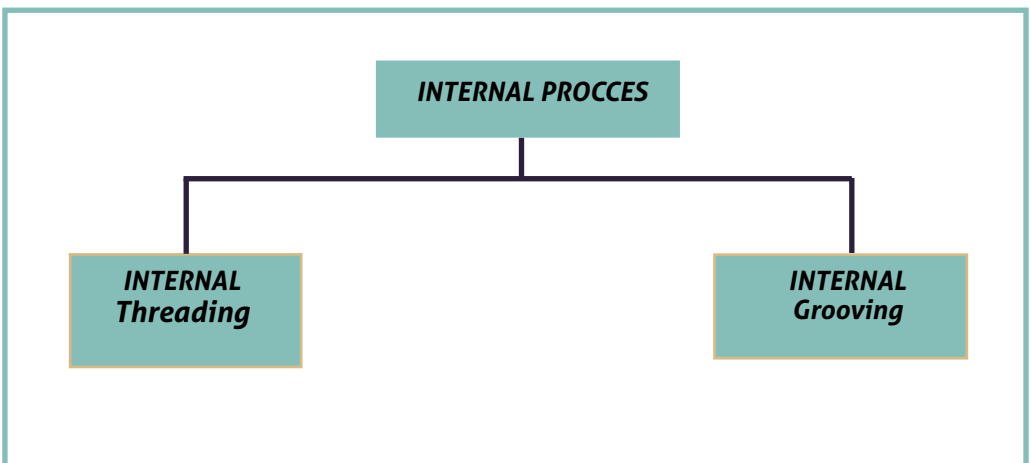 INTERNAL PROCCES
INTERNAL
Threading
INTERNAL
Grooving